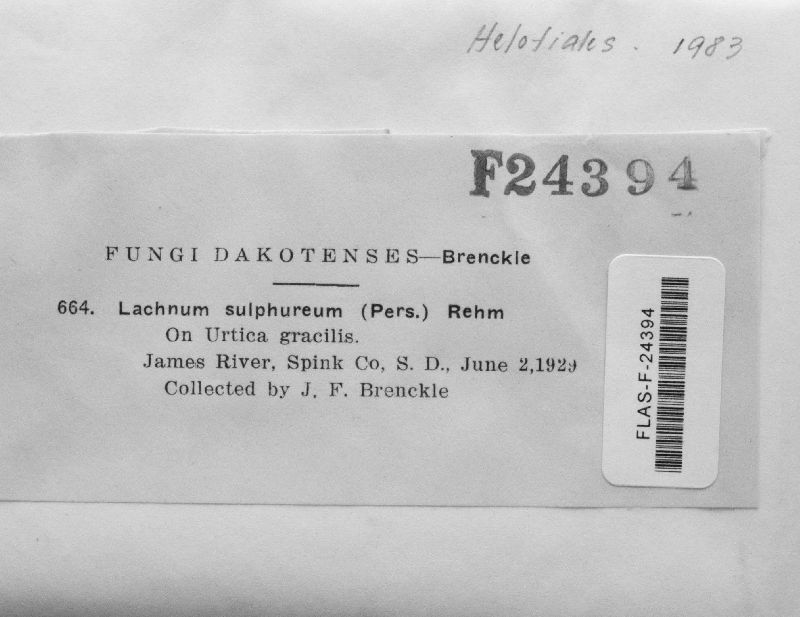 Helotiales. 1983
F24394
FUNGI DAKOTENSES—Brenckle
664. Lachnum sulphureum (Pers.) Rehm
On Urtica gracilis.
James River, Spink Co, S. D., June 2,1929
Collected by J. F. Brenckle
FLAS-F-24394